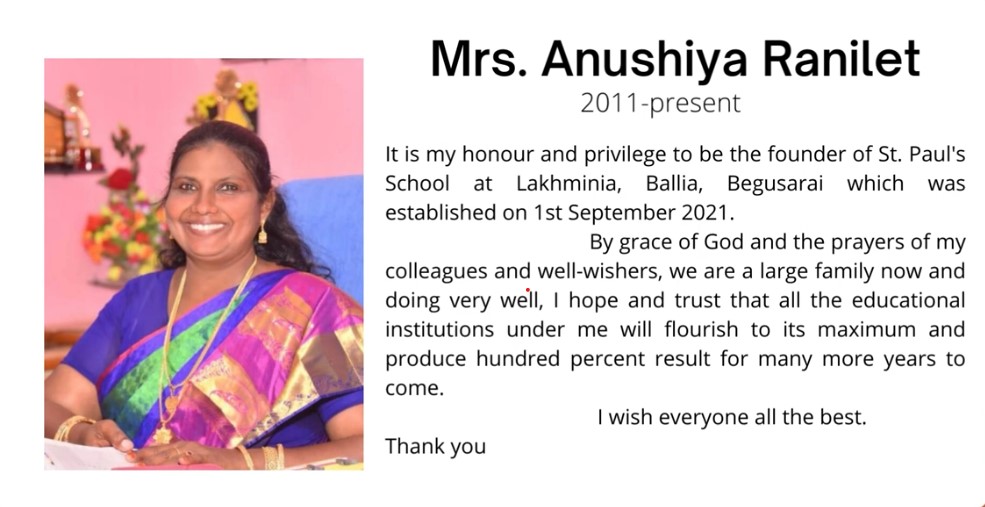 Mrs. Anushiya Ranilet
2011-present
It is my honour and privilege to be the founder of St. Paul's
School at Lakhminia, Ballia, Begusarai which was
established on 1st September 2021.
By grace of God and the prayers of my
colleagues and well-wishers, we are a large family now and
doing very well, I hope and trust that all the educational
institutions under me will flourish to its maximum and
produce hundred percent result for many more years to
come.
I wish everyone all the best.
Thank you